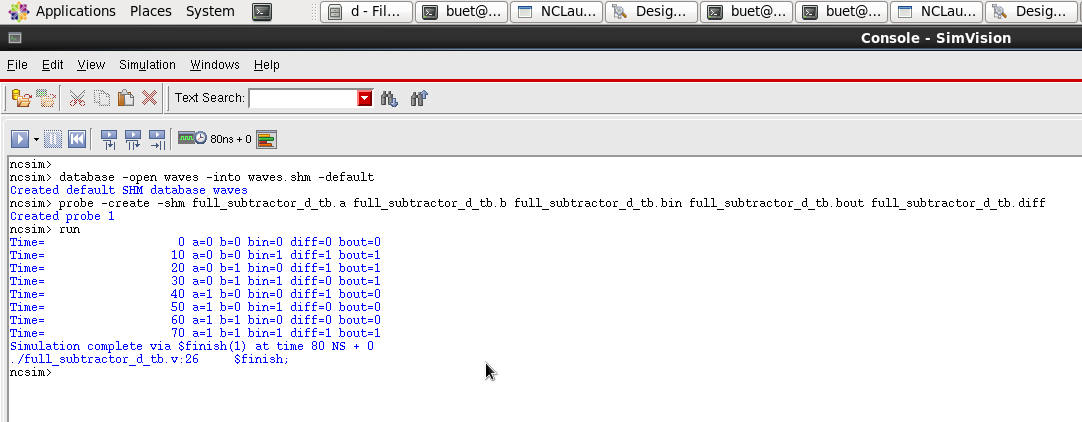 Applications Places System d - Fil... buet@... NCLau... Desig... buet@... buet@... NCLau... Desig...
Console - SimVision
File Edit View Simulation Windows Help
Text Search:
80ns + 0
ncsim>
ncsim> database -open waves -into waves.shm -default
Created default SHM database waves
ncsim> probe -create -shm full_subtractor_d_tb.a full_subtractor_d_tb.b full_subtractor_d_tb.bin full_subtractor_d_tb.bout full_subtractor_d_tb.diff
Created probe 1
ncsim> run
Time=                   0 a=0 b=0 bin=0 diff=0 bout=0
Time=                  10 a=0 b=0 bin=1 diff=1 bout=1
Time=                  20 a=0 b=1 bin=0 diff=1 bout=1
Time=                  30 a=0 b=1 bin=1 diff=0 bout=1
Time=                  40 a=1 b=0 bin=0 diff=1 bout=0
Time=                  50 a=1 b=0 bin=1 diff=0 bout=0
Time=                  60 a=1 b=1 bin=0 diff=0 bout=0
Time=                  70 a=1 b=1 bin=1 diff=1 bout=1
Simulation complete via $finish(1) at time 80 NS + 0
./full_subtractor_d_tb.v:26     $finish;
ncsim>